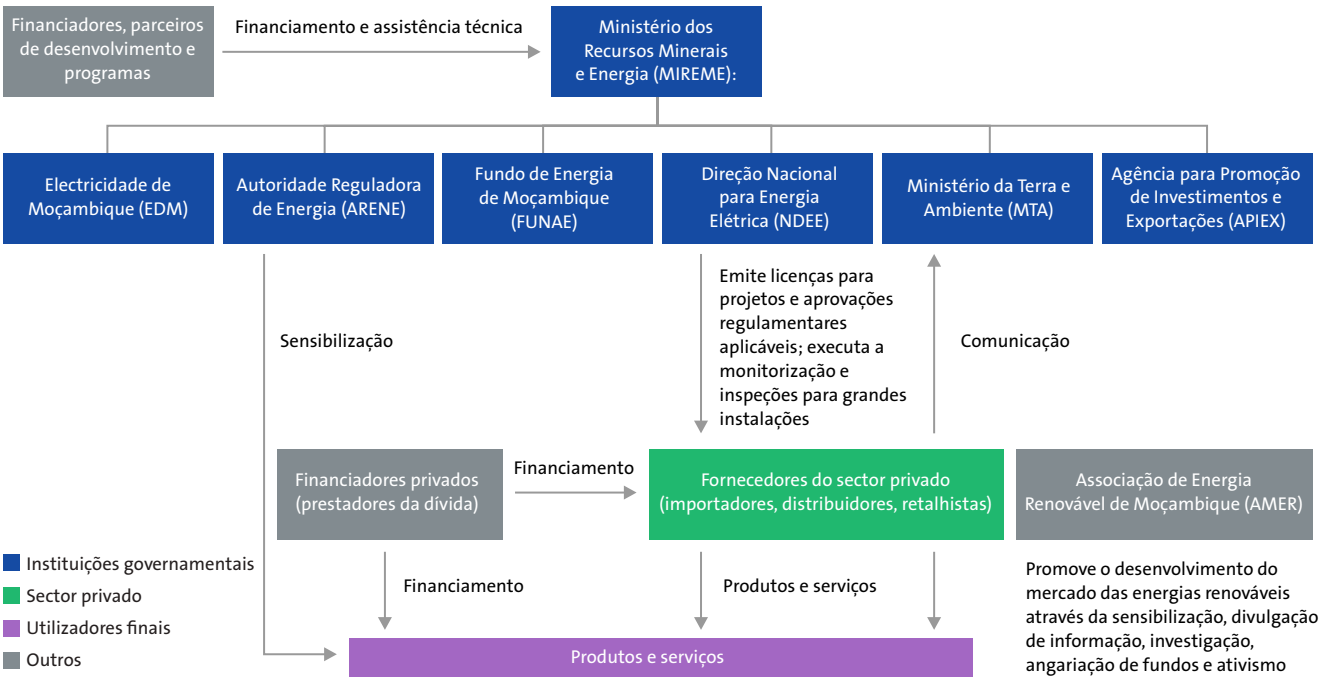 Financiadores, parceiros
de desenvolvimento e
programas
Financiamento e assistência técnica
Ministério dos
Recursos Minerais
e Energia (MIREME):
Electricidade de
Moçambique (EDM)
Autoridade Reguladora
de Energia (ARENE)
Fundo de Energia
de Moçambique
(FUNAE)
Direção Nacional
para Energia
Elétrica (NDEE)
Ministério da Terra e
Ambiente (MTA)
Agência para Promoção
de Investimentos e
Exportações (APIEX)
Sensibilização
Emite licenças para
projetos e aprovações
regulamentares
aplicáveis; executa a
monitorização e
inspeções para grandes
instalações
Comunicação
Financiadores privados
(prestadores da dívida)
Financiamento
Fornecedores do sector privado
(importadores, distribuidores, retalhistas)
Associação de Energia
Renovável de Moçambique (AMER)
Financiamento
Produtos e serviços
Promove o desenvolvimento do
mercado das energias renováveis
através da sensibilização, divulgação
de informação, investigação,
angariação de fundos e ativismo
Produtos e serviços
Instituições governamentais
Sector privado
Utilizadores finais
Outros